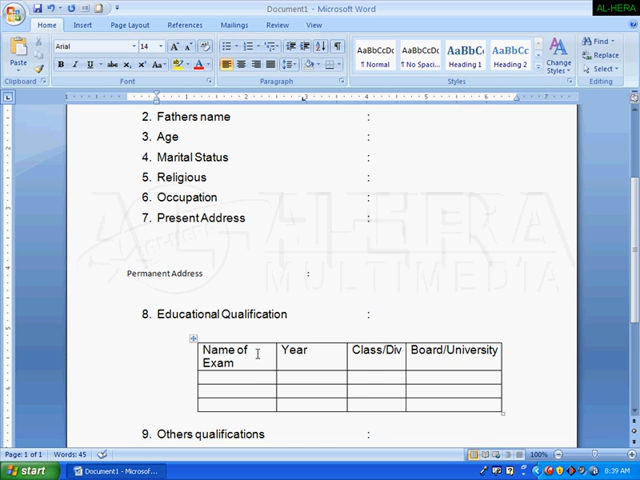 AL-HERA
Document1 - Microsoft Word
Home Insert Page Layout References Mailings Review View
Paste
Arial 14
AaBbCcDc AaBbCcDc AaBbC AaBbCc
¶ Normal ¶ No Spaci... Heading 1 Heading 2
Change Styles
Find
Replace
Select
Clipboard Font Paragraph Styles Editing
2. Fathers name :
3. Age :
4. Marital Status :
5. Religious :
6. Occupation :
7. Present Address :
AL-HERA
MULTIMEDIA
Permanent Address :
8. Educational Qualification :
Name of Exam Year Class/Div Board/University
9. Others qualifications :
Page: 1 of 1 Words: 45 100%
start Document1 - Microsof... 8:39 AM